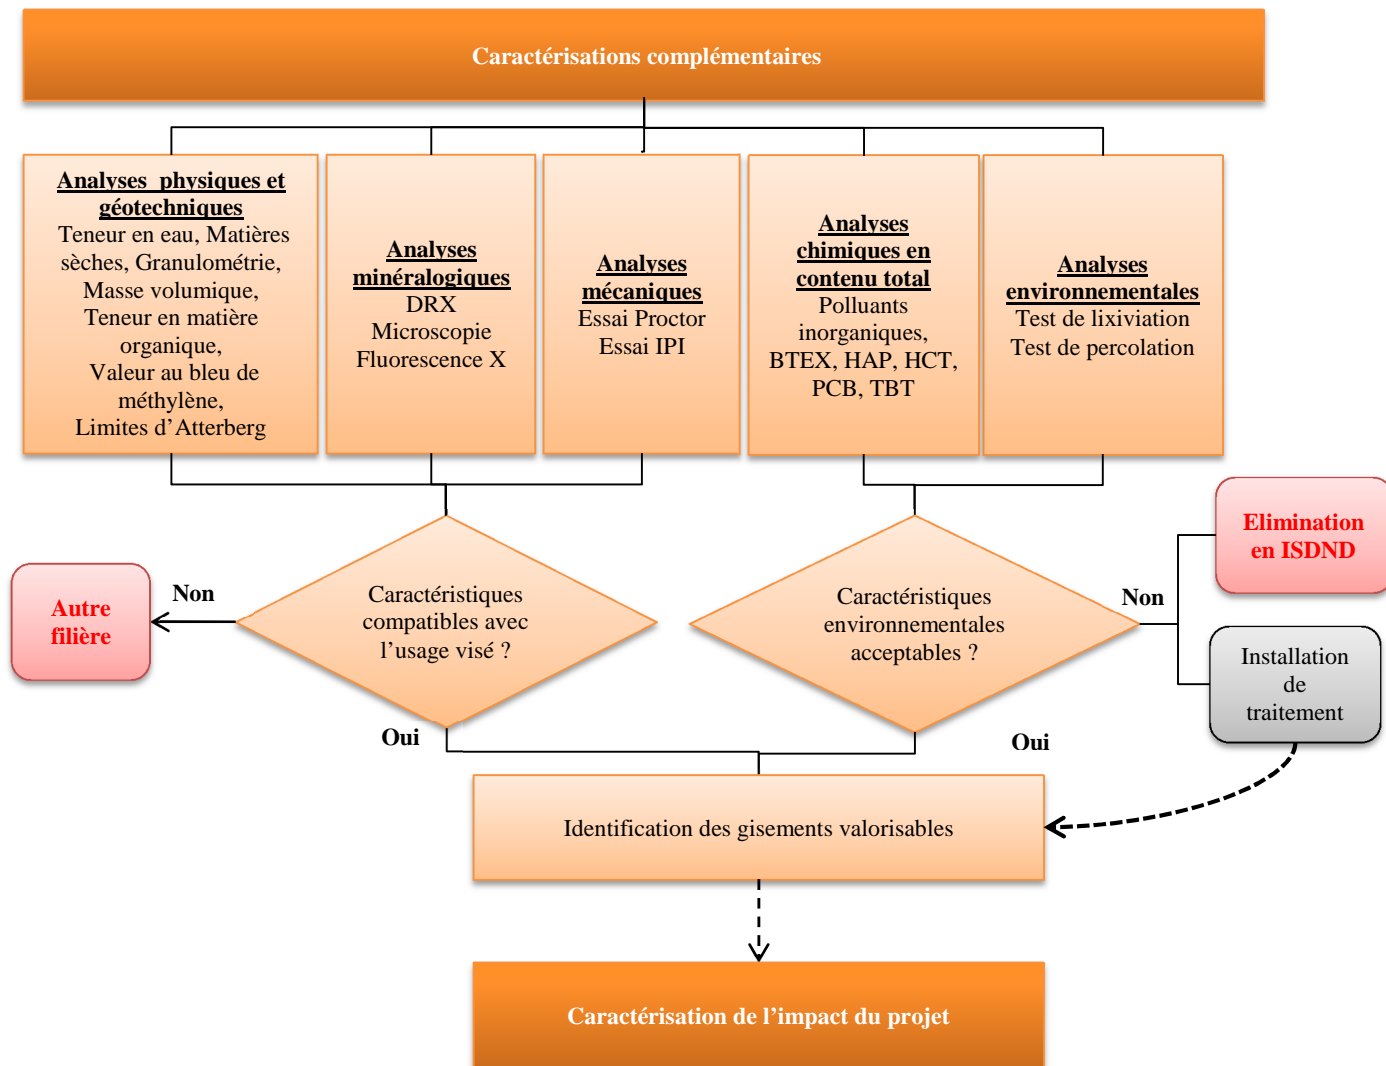 Caractérisations complémentaires
Analyses physiques et
géotechniques
Teneur en eau, Matières
sèches, Granulométrie,
Masse volumique,
Teneur en matière
organique,
Valeur au bleu de
méthylène,
Limites d’Atterberg
Analyses
minéralogiques
DRX
Microscopie
Fluorescence X
Analyses
mécaniques
Essai Proctor
Essai IPI
Analyses
chimiques en
contenu total
Polluants
inorganiques,
BTEX, HAP, HCT,
PCB, TBT
Analyses
environnementales
Test de lixiviation
Test de percolation
Autre
filière
Non
Caractéristiques
compatibles avec
l’usage visé ?
Caractéristiques
environnementales
acceptables ?
Non
Elimination
en ISDND
Installation
de
traitement
Oui
Oui
Identification des gisements valorisables
Caractérisation de l’impact du projet